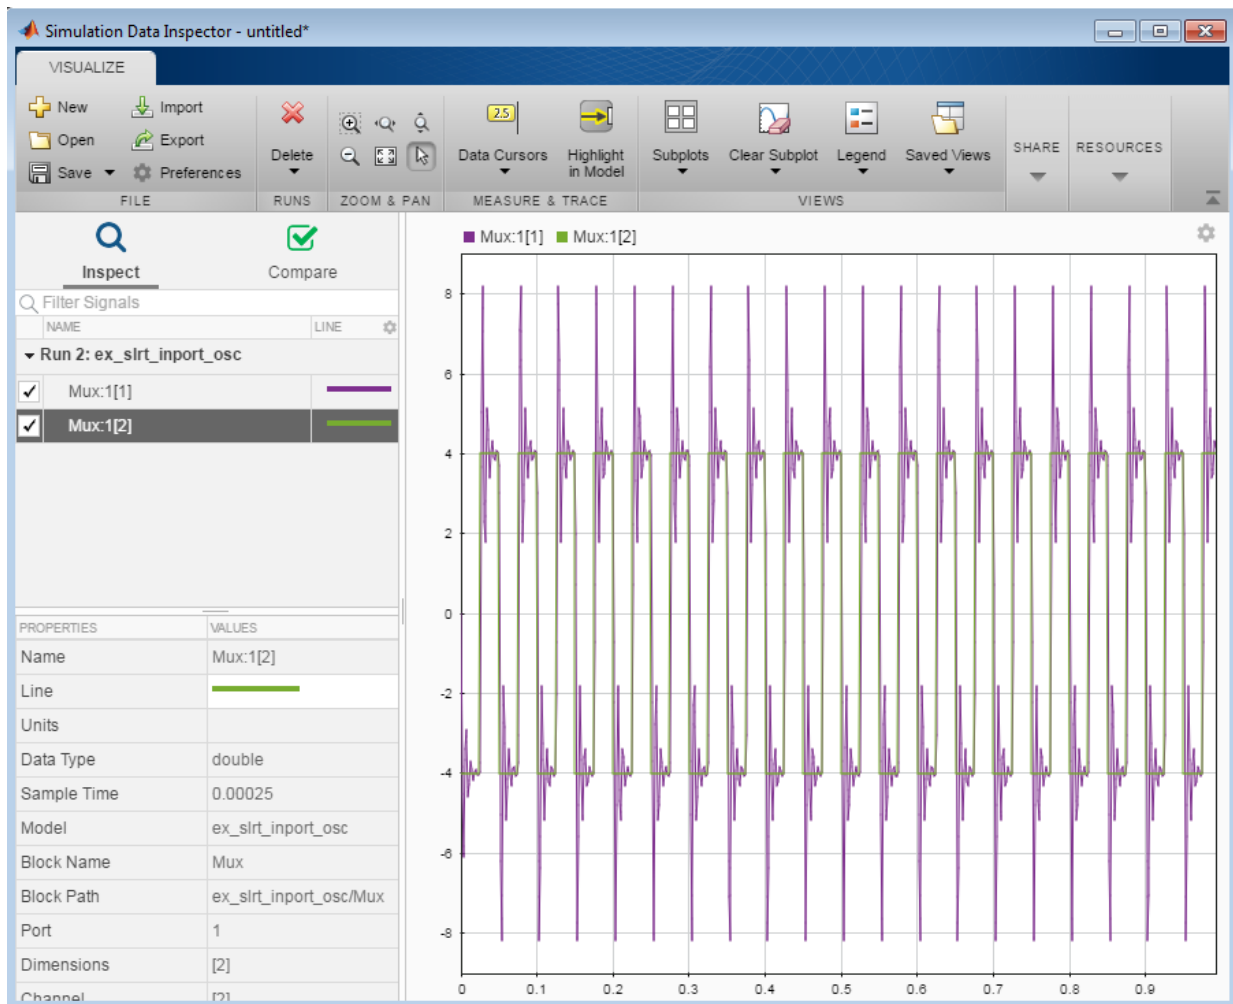 Simulation Data Inspector - untitled*
VISUALIZE
New
Import
Open
Export
Save
Preferences
FILE
Delete
RUNS
ZOOM & PAN
2.5
Data Cursors
Highlight
in Model
MEASURE & TRACE
Subplots
Clear Subplot
Legend
Saved Views
VIEWS
SHARE
RESOURCES
Inspect
Compare
Filter Signals
NAME
LINE
Run 2: ex_slrt_inport_osc
Mux:1[1]
Mux:1[2]
PROPERTIES
VALUES
Name
Mux:1[2]
Line
Units
Data Type
double
Sample Time
0.00025
Model
ex_slrt_inport_osc
Block Name
Mux
Block Path
ex_slrt_inport_osc/Mux
Port
1
Dimensions
[2]
Channel
[2]
Mux:1[1]
Mux:1[2]
8
6
4
2
0
-2
-4
-6
-8
0
0.1
0.2
0.3
0.4
0.5
0.6
0.7
0.8
0.9